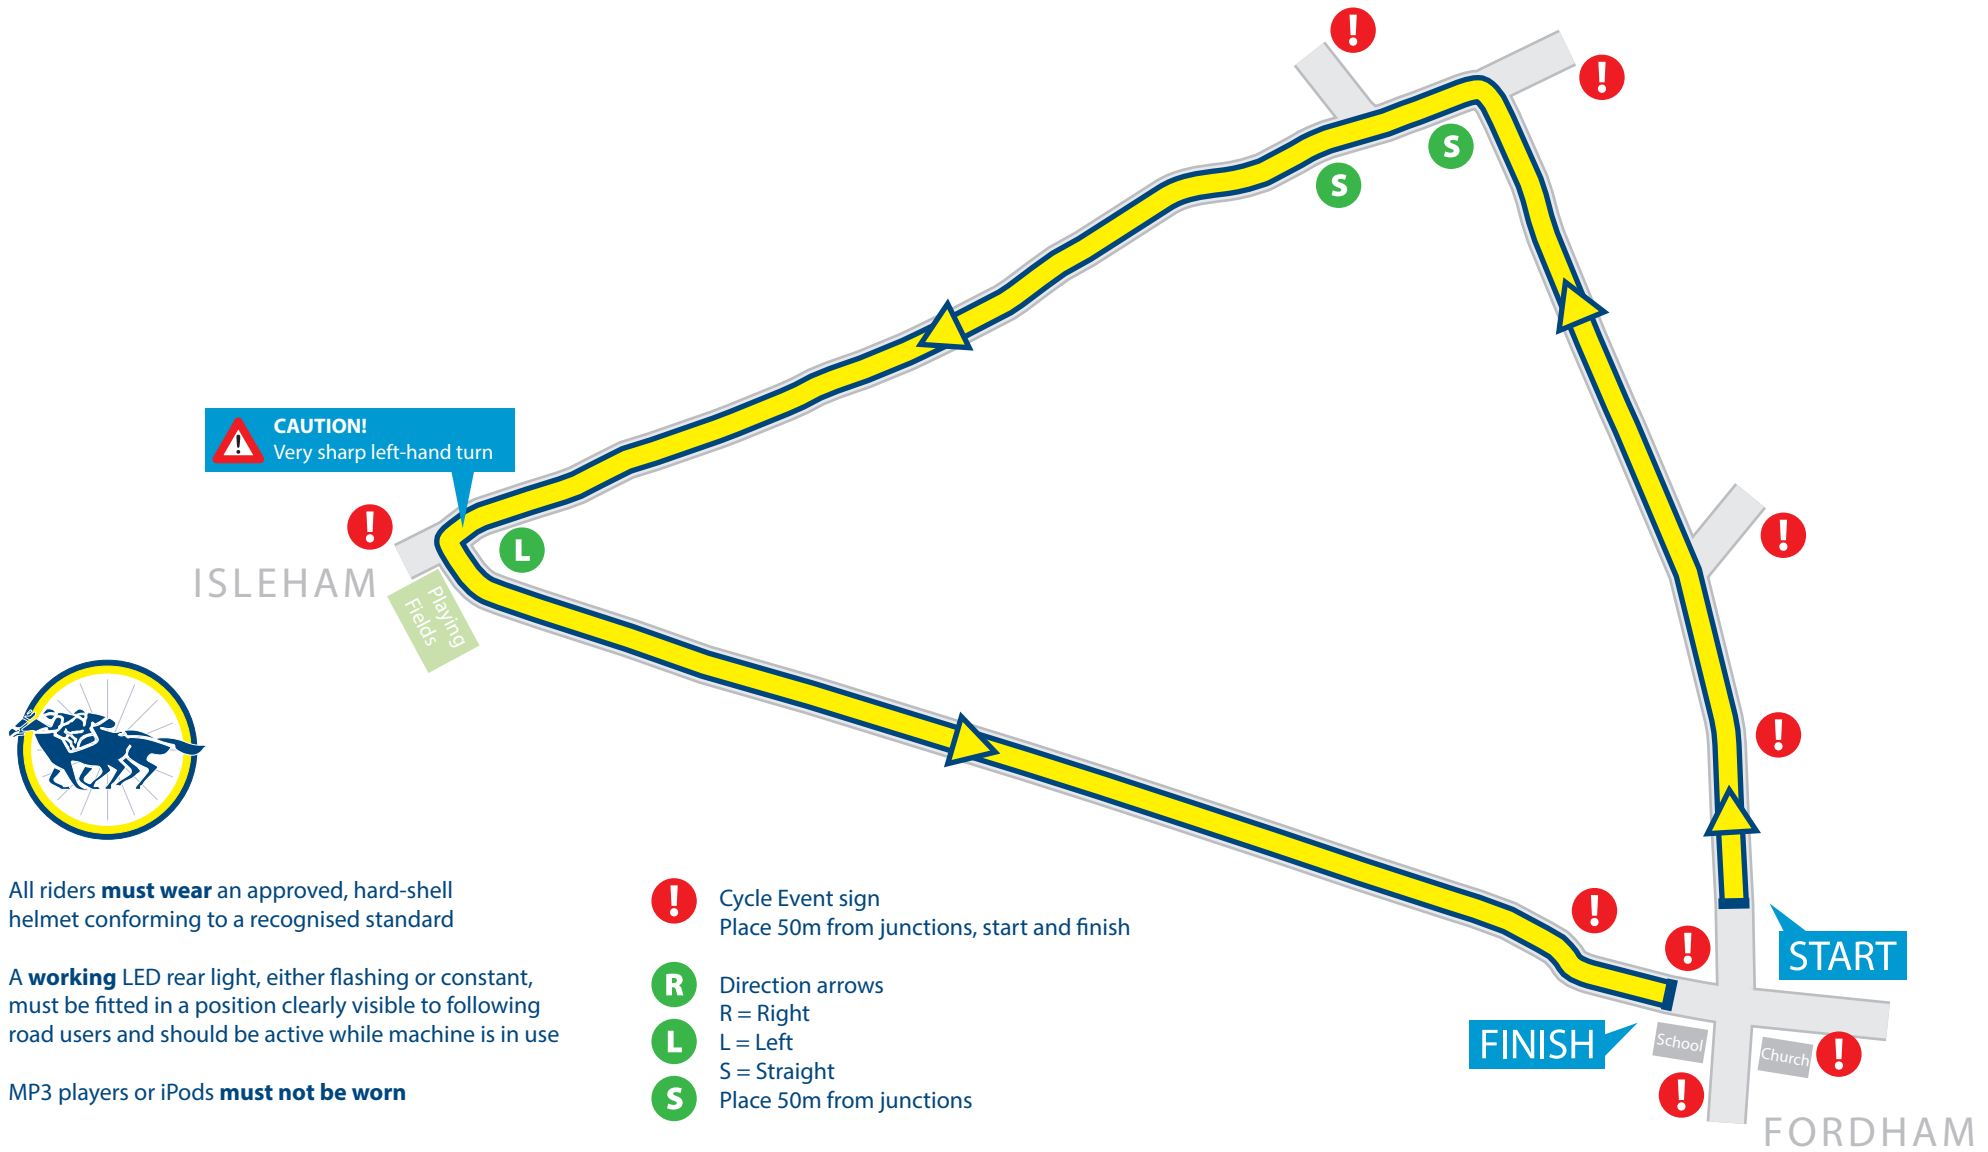 !
!
S
S
CAUTION!
Very sharp left-hand turn
!
!
L
ISLEHAM
Playing
Fields
!
!
!
START
FINISH
School
Church
!
!
FORDHAM
All riders must wear an approved, hard-shell
helmet conforming to a recognised standard
A working LED rear light, either flashing or constant,
must be fitted in a position clearly visible to following
road users and should be active while machine is in use
MP3 players or iPods must not be worn
!
Cycle Event sign
Place 50m from junctions, start and finish
R
Direction arrows
R = Right
L
L = Left
S = Straight
S
Place 50m from junctions